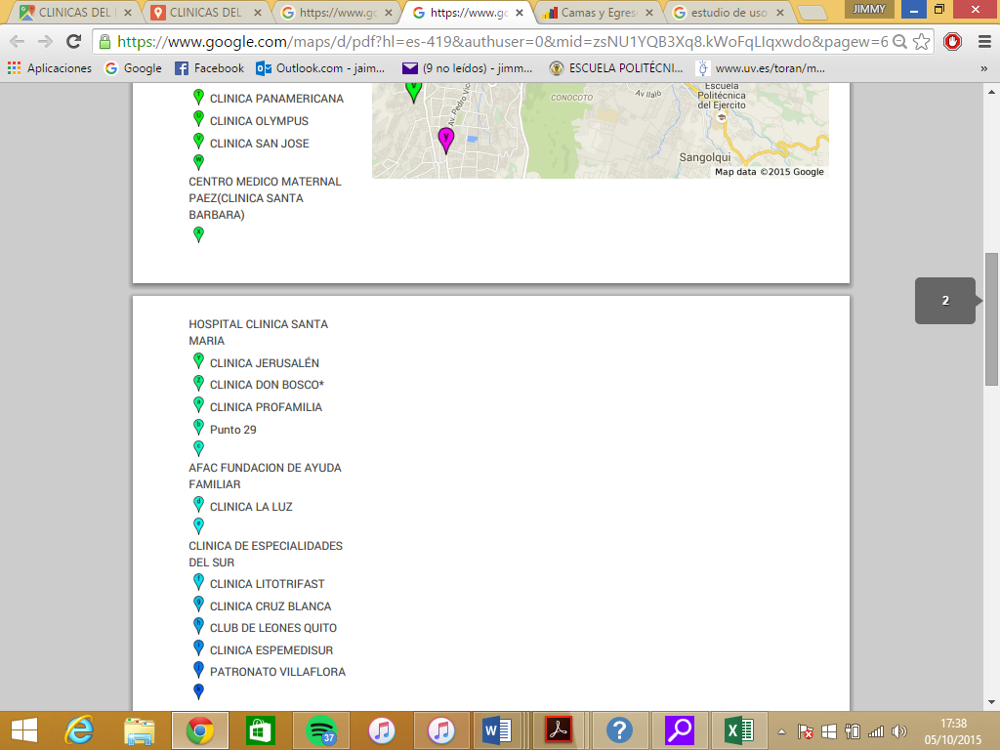 CLINICAS DEL
CLINICAS DEL
https://www.go
https://www.go
Camas y Egres
estudio de uso
JIMMY
https://www.google.com/maps/d/pdf?hl=es-419&authuser=0&mid=zsNU1YQB3Xq8.kWoFqLIqxwdo&pagew=6
Aplicaciones
Google
Facebook
Outlook.com - jaim...
(9 no leídos) - jimm...
ESCUELA POLITÉCNI...
www.uv.es/toran/m...
»
t CLINICA PANAMERICANA
u CLINICA OLYMPUS
v CLINICA SAN JOSE
w
CENTRO MEDICO MATERNAL
PAEZ(CLINICA SANTA
BARBARA)
x
v
y
Av. Pedro Vic
CONOCOTO
Av Ilalo
Escuela
Politécnica
del Ejercito
Sangolqui
Map data ©2015 Google
2
HOSPITAL CLINICA SANTA
MARIA
Y CLINICA JERUSALÉN
Z CLINICA DON BOSCO*
a CLINICA PROFAMILIA
b Punto 29
c
AFAC FUNDACION DE AYUDA
FAMILIAR
d CLINICA LA LUZ
e
CLINICA DE ESPECIALIDADES
DEL SUR
f CLINICA LITOTRIFAST
g CLINICA CRUZ BLANCA
h CLUB DE LEONES QUITO
i CLINICA ESPEMEDISUR
j PATRONATO VILLAFLORA
k
37
17:38
05/10/2015